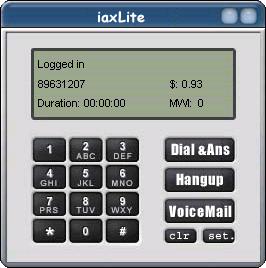 iaxLite
Logged in
89631207 $: 0.93
Duration: 00:00:00 MWI: 0
1 2 ABC 3 DEF
4 GHI 5 JKL 6 MNO
7 PRS 8 TUV 9 WXY
* 0 #
Dial &Ans
Hangup
VoiceMail
clr set.